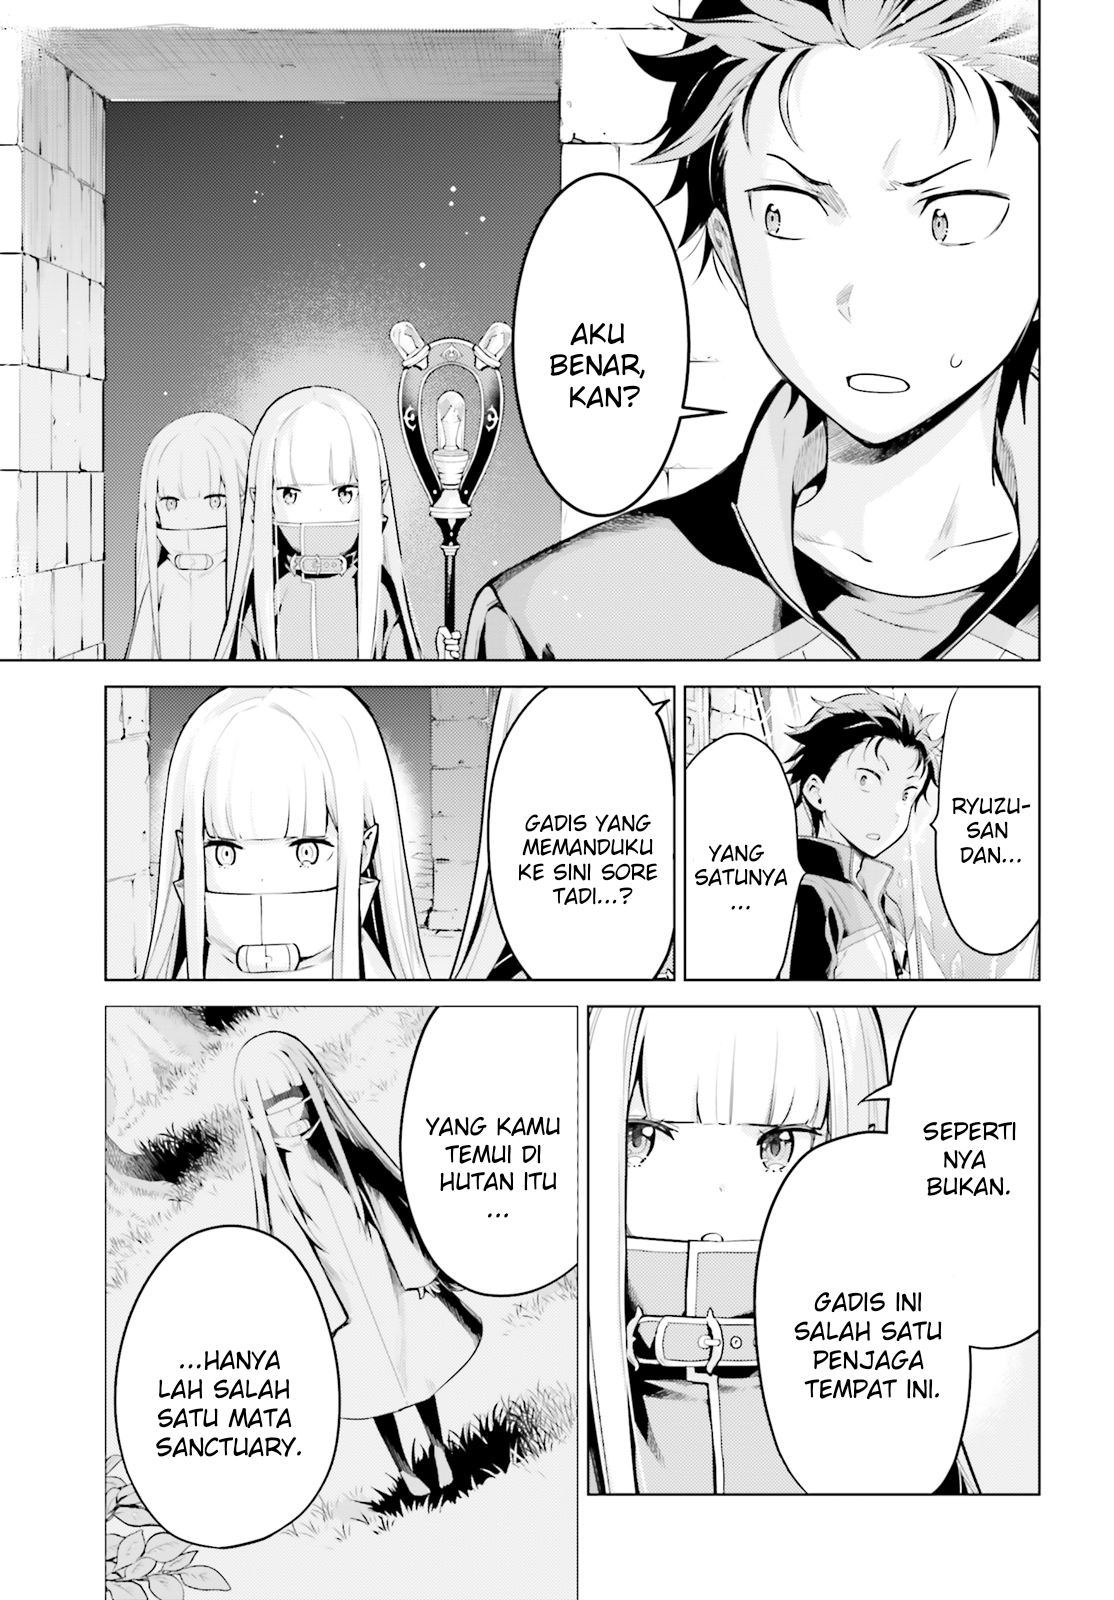 AKU
BENAR,
KAN?
RYUZU-
SAN
DAN...
YANG
SATUNYA
...
GADIS YANG
MEMANDUKU
KE SINI SORE
TADI...?
SEPERTI
NYA
BUKAN.
GADIS INI
SALAH SATU
PENJAGA
TEMPAT INI.
YANG KAMU
TEMUI DI
HUTAN ITU
...
...HANYA
LAH SALAH
SATU MATA
SANCTUARY.